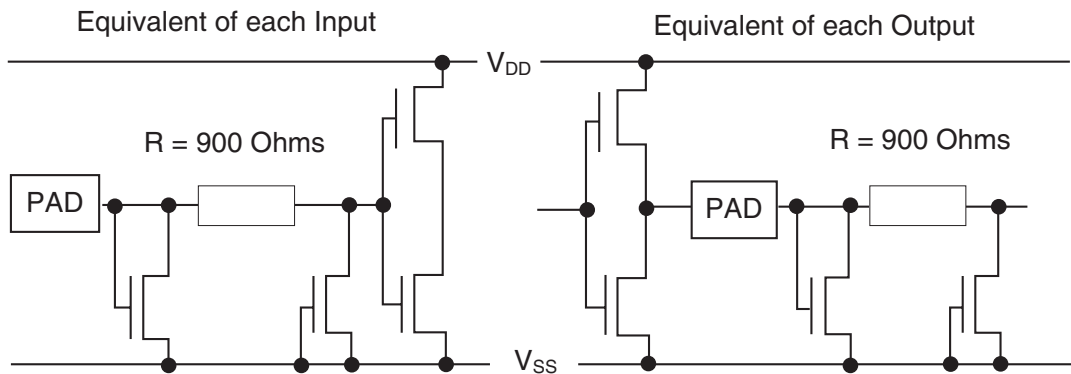 Equivalent of each Input
Equivalent of each Output
VDD
R = 900 Ohms
R = 900 Ohms
PAD
PAD
VSS